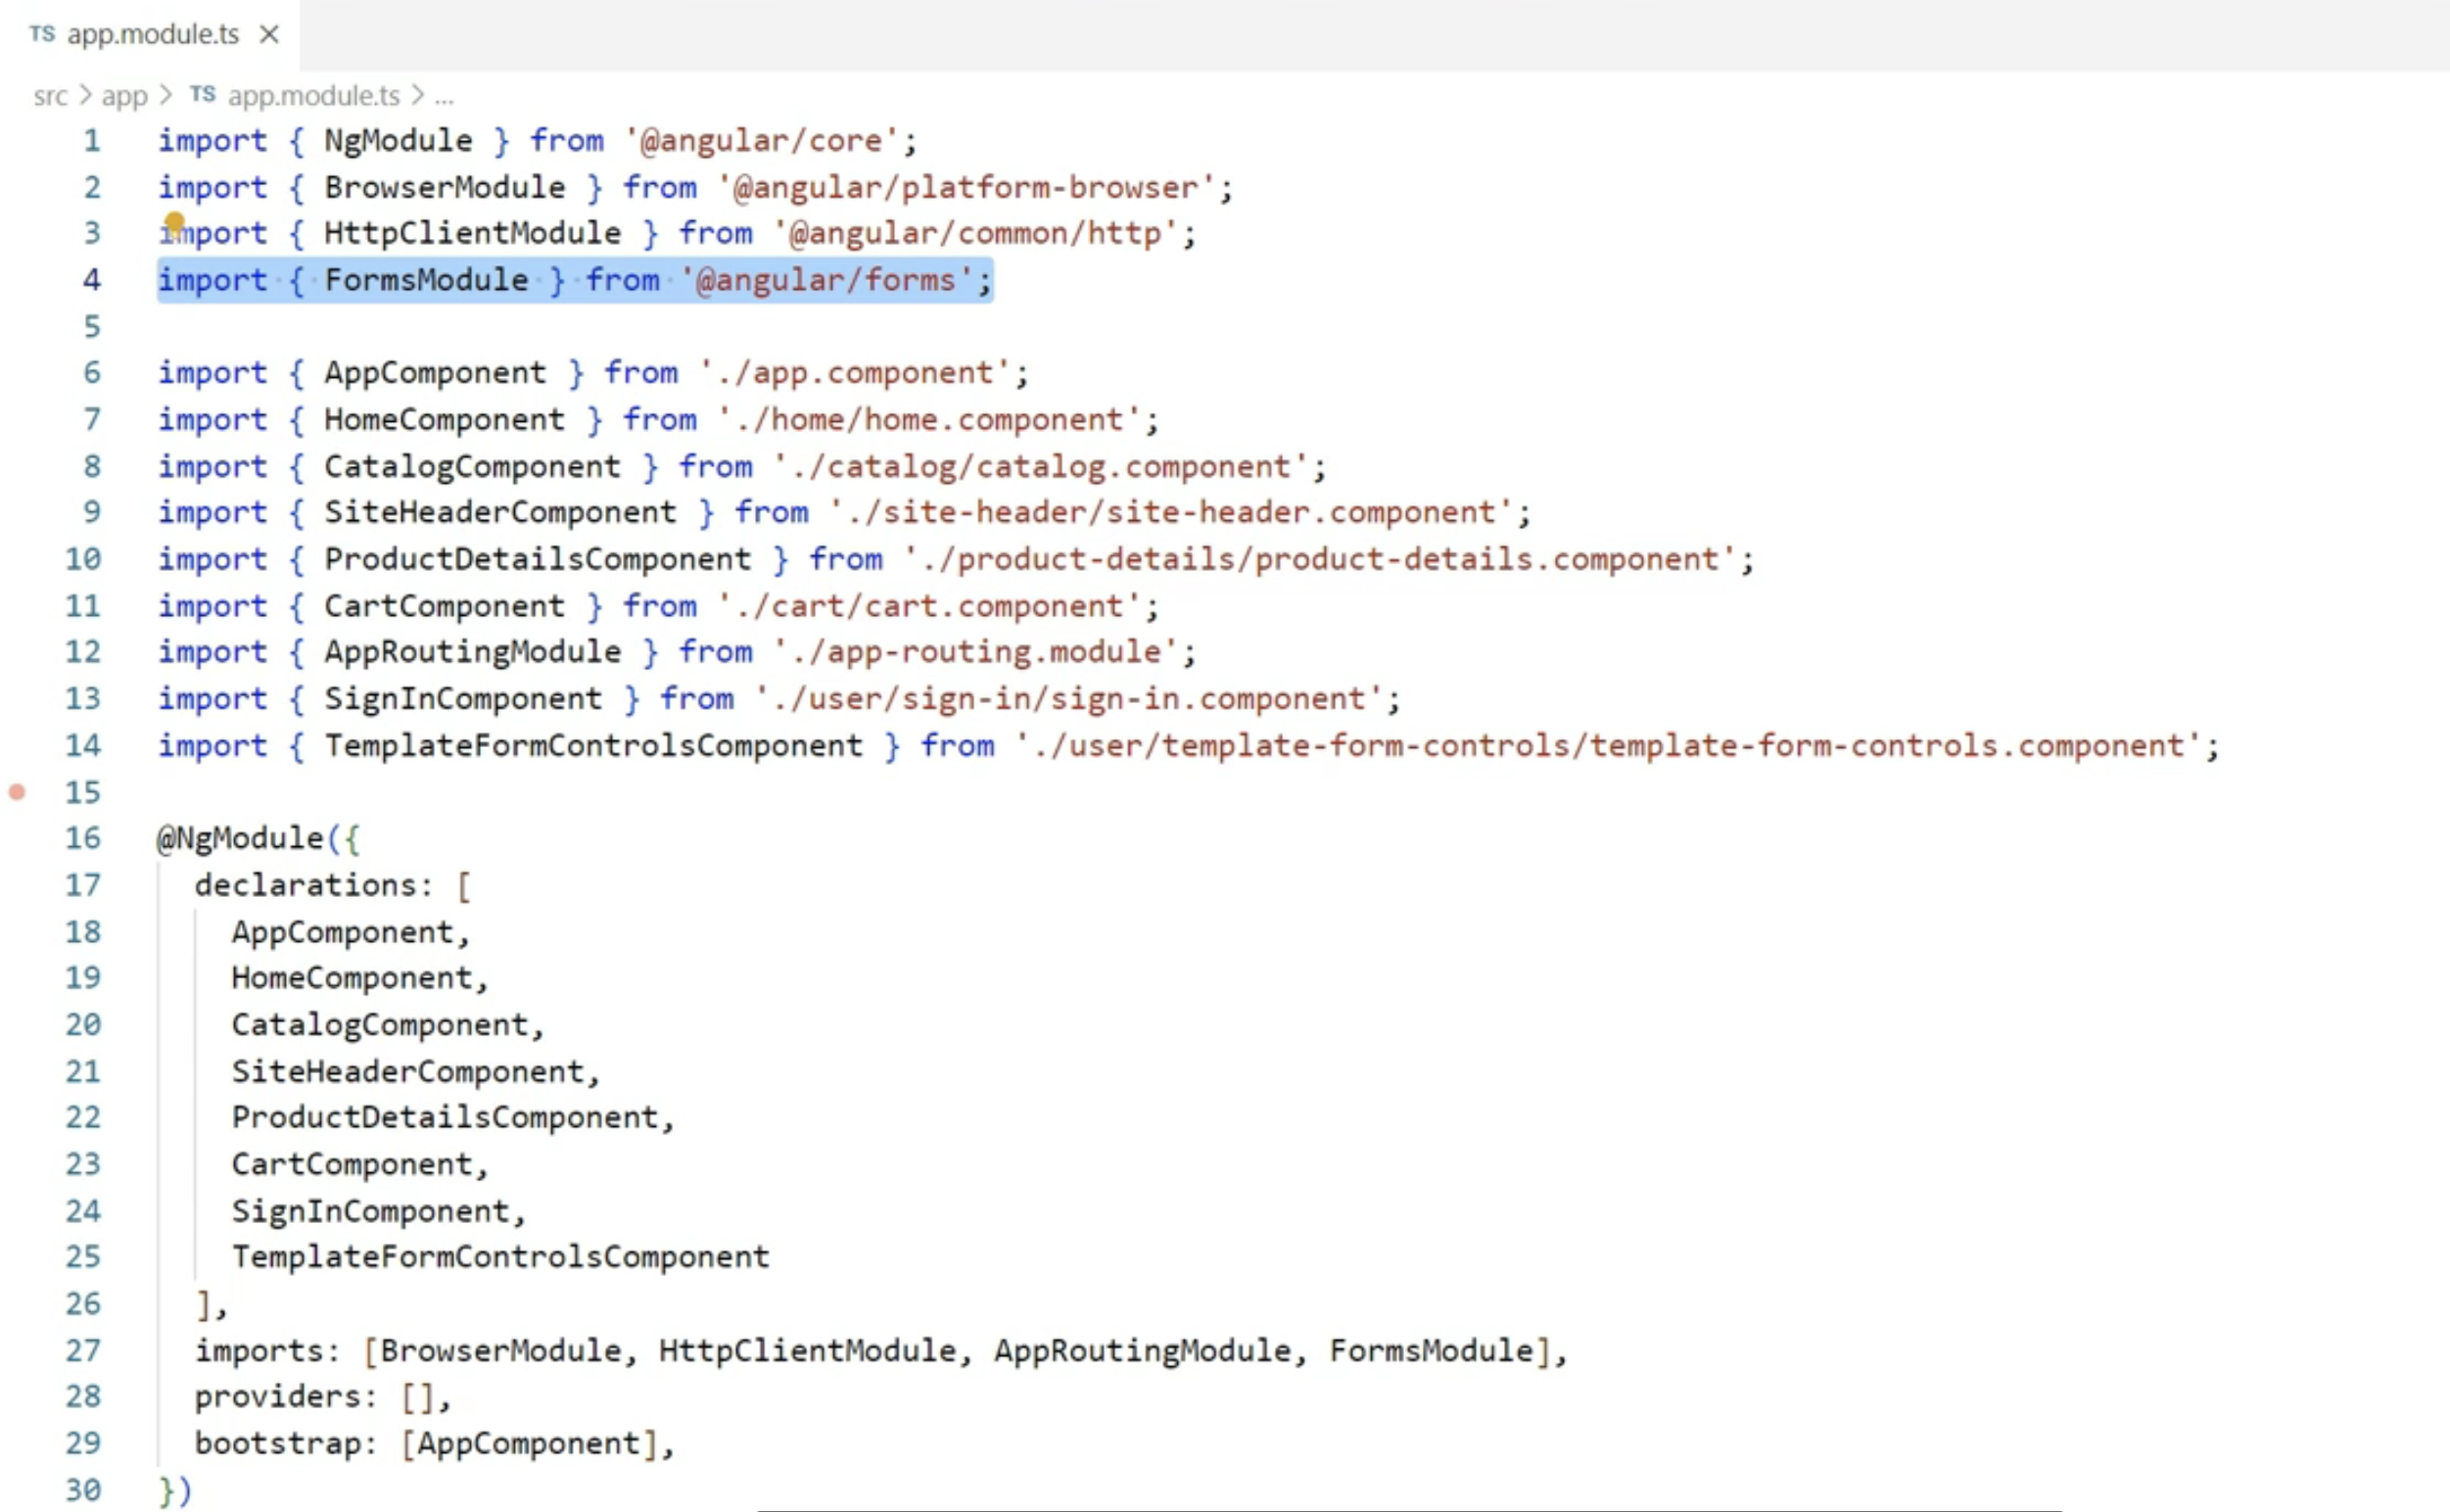 TS app.module.ts ×
src > app > TS app.module.ts > ...
1 import { NgModule } from '@angular/core';
2 import { BrowserModule } from '@angular/platform-browser';
3 import { HttpClientModule } from '@angular/common/http';
4 import { FormsModule } from '@angular/forms';
5
6 import { AppComponent } from './app.component';
7 import { HomeComponent } from './home/home.component';
8 import { CatalogComponent } from './catalog/catalog.component';
9 import { SiteHeaderComponent } from './site-header/site-header.component';
10 import { ProductDetailsComponent } from './product-details/product-details.component';
11 import { CartComponent } from './cart/cart.component';
12 import { AppRoutingModule } from './app-routing.module';
13 import { SignInComponent } from './user/sign-in/sign-in.component';
14 import { TemplateFormControlsComponent } from './user/template-form-controls/template-form-controls.component';
15
16 @NgModule({
17   declarations: [
18     AppComponent,
19     HomeComponent,
20     CatalogComponent,
21     SiteHeaderComponent,
22     ProductDetailsComponent,
23     CartComponent,
24     SignInComponent,
25     TemplateFormControlsComponent
26   ],
27   imports: [BrowserModule, HttpClientModule, AppRoutingModule, FormsModule],
28   providers: [],
29   bootstrap: [AppComponent],
30 })